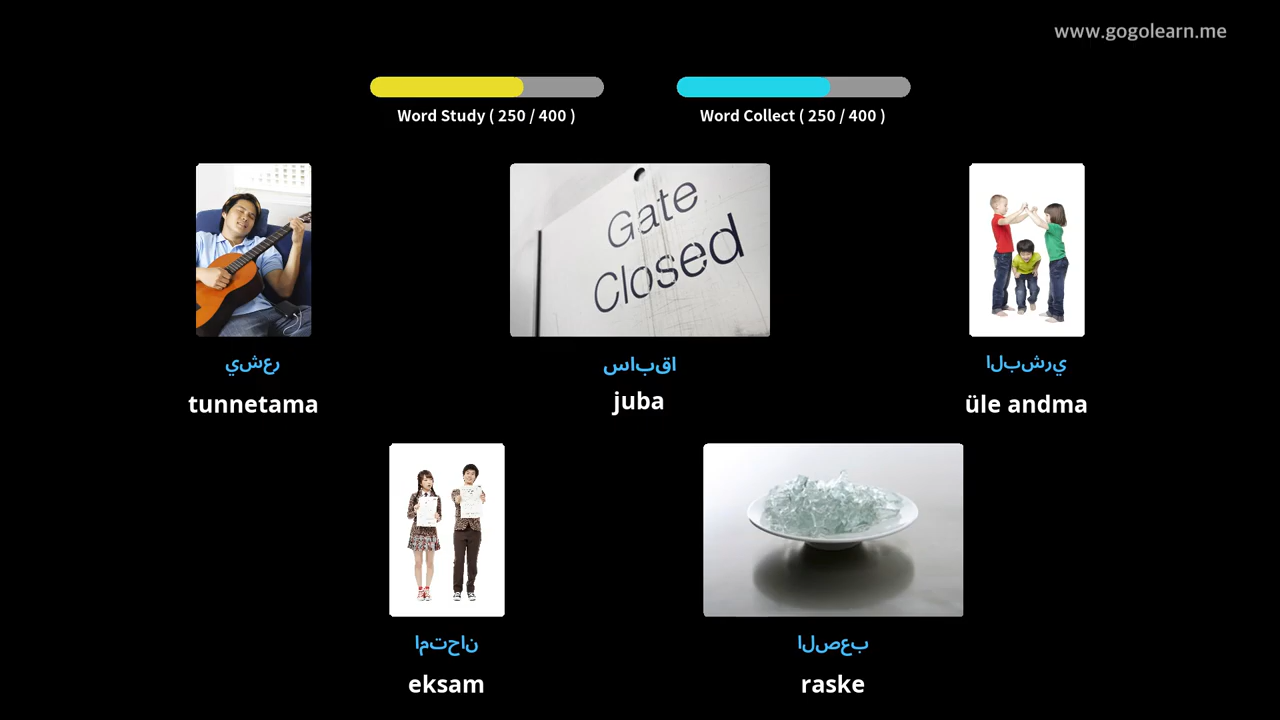 www.gogolearn.me
Word Study ( 250 / 400 )
Word Collect ( 250 / 400 )
Gate
Closed
يشعر
سابقا
البشري
tunnetama
juba
üle andma
امتحان
الصعب
eksam
raske